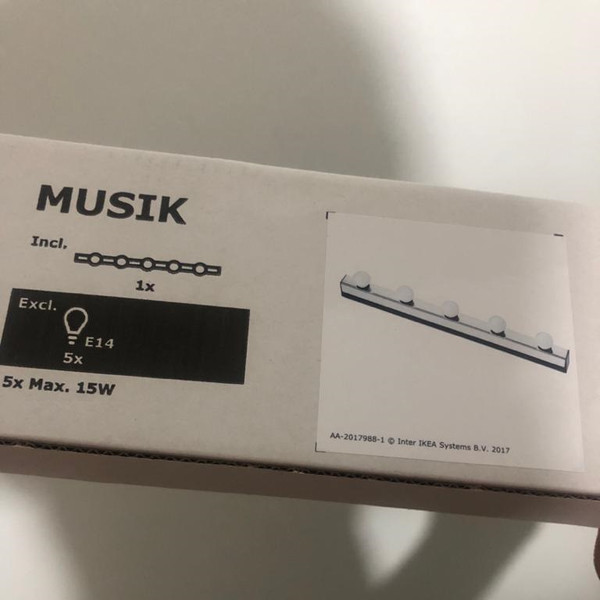 MUSIK
Incl.
1x
Excl.
E14
5x
5x Max. 15W
AA-2017988-1 © Inter IKEA Systems B.V. 2017